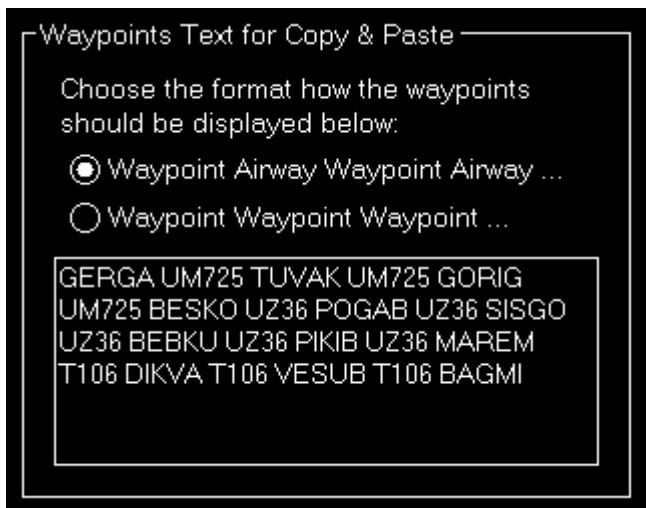 Waypoints Text for Copy & Paste
Choose the format how the waypoints
should be displayed below:
Waypoint Airway Waypoint Airway ...
Waypoint Waypoint Waypoint ...
GERGA UM725 TUVAK UM725 GORIG
UM725 BESKO UZ36 POGAB UZ36 SISGO
UZ36 BEBKU UZ36 PIKIB UZ36 MAREM
T106 DIKVA T106 VESUB T106 BAGMI